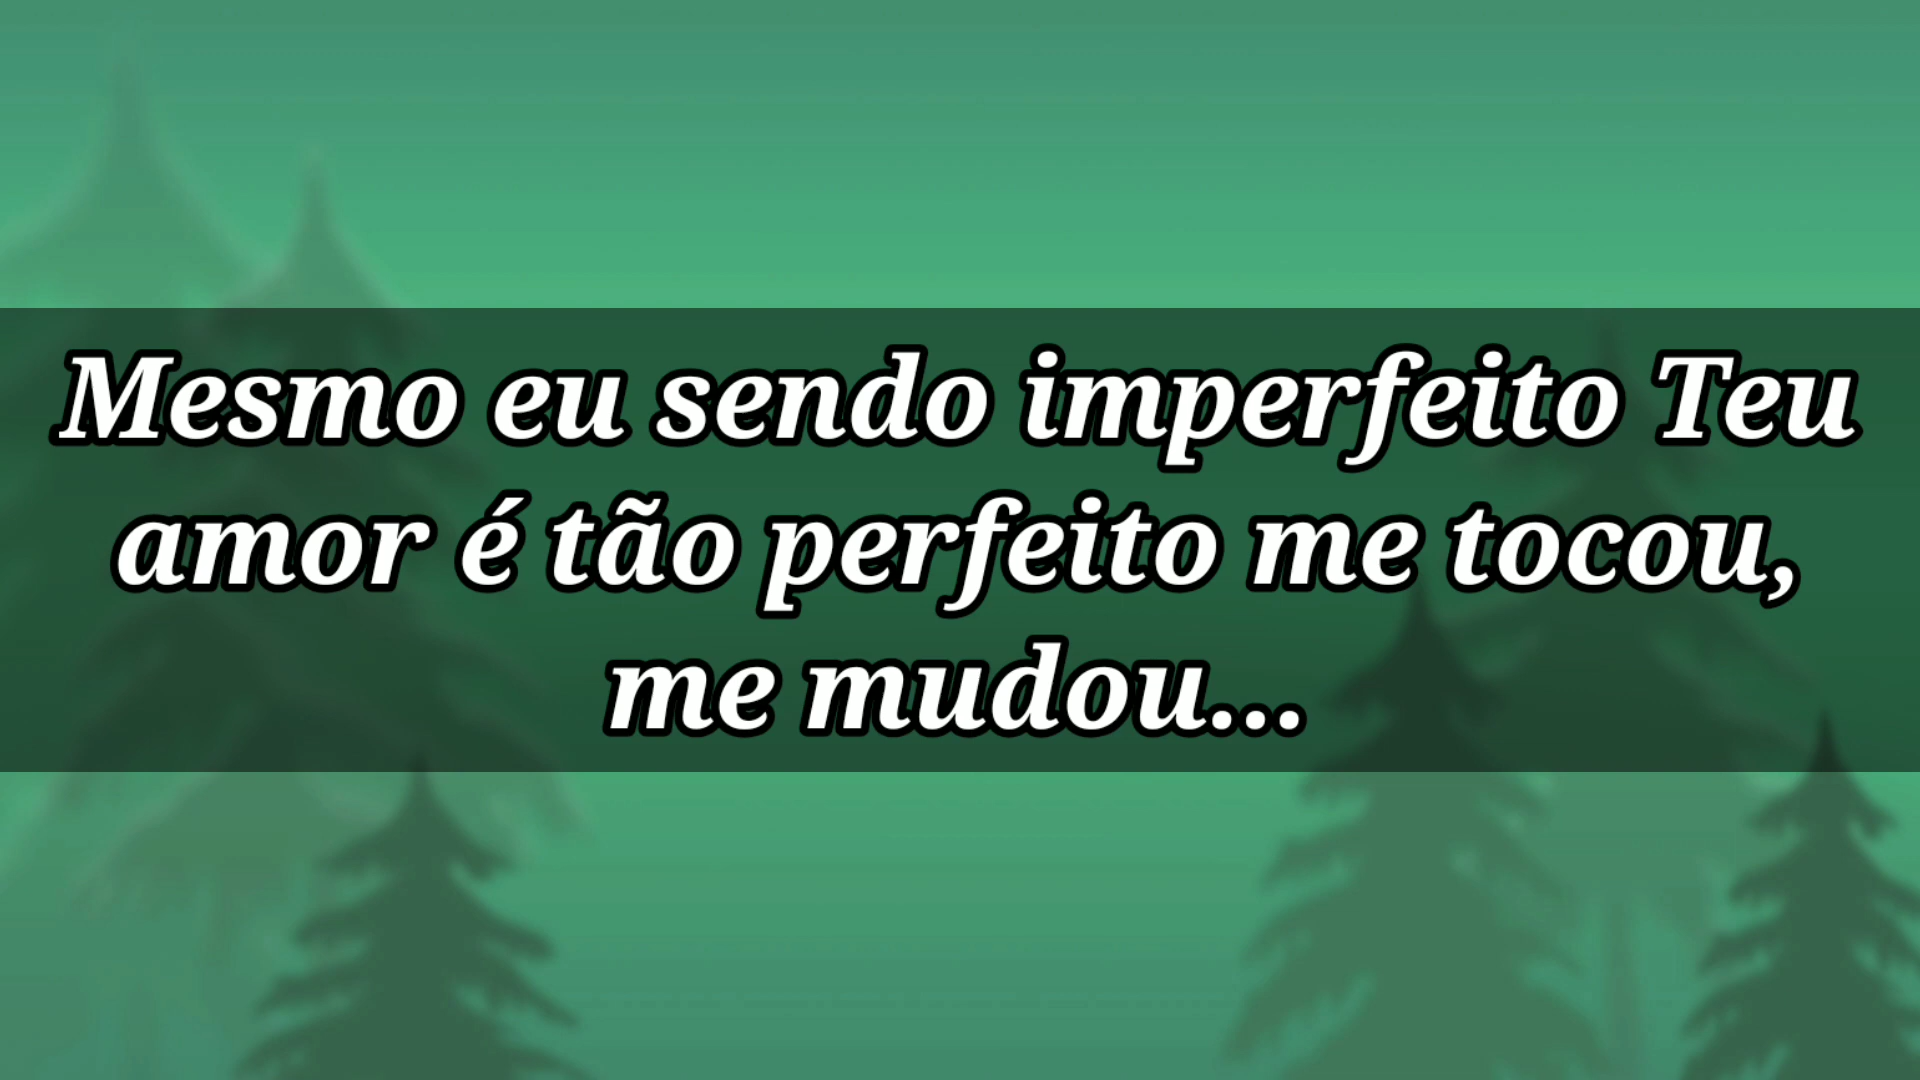 Mesmo eu sendo imperfeito Teu
amor é tão perfeito me tocou,
me mudou...